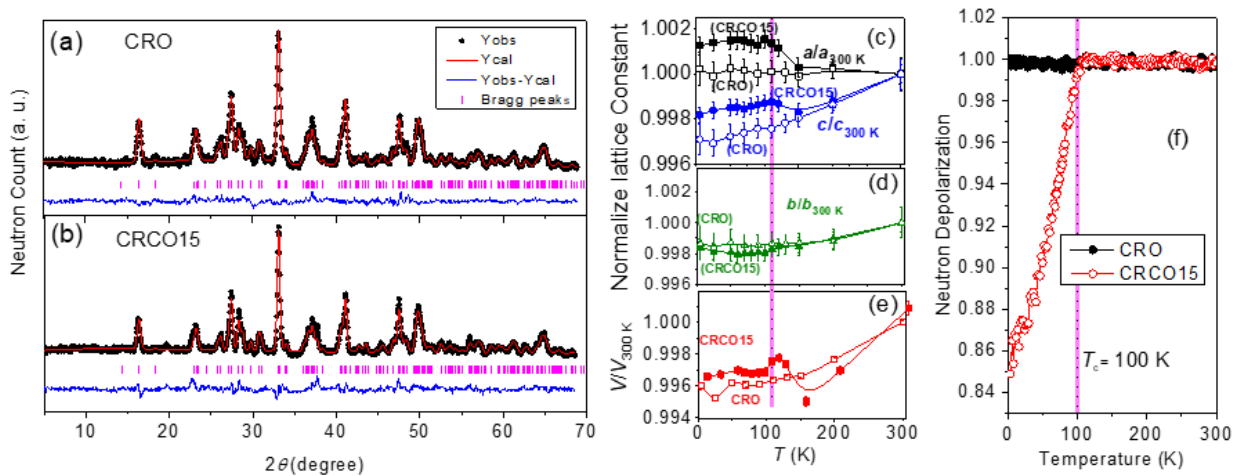 (a)
CRO
Yobs
Ycal
Yobs-Ycal
Bragg peaks
(b)
CRCO15
Neutron Count (a. u.)
10 20 30 40 50 60 70
2θ (degree)
(c)
(CRCO15)
a/a300 K
(CRO)
(CRCO15)
c/c300 K
(CRO)
1.002
1.000
0.998
0.996
Normalize lattice Constant
(d)
b/b300 K
(CRO)
(CRCO15)
1.000
0.998
0.996
(e)
CRCO15
CRO
V/V300 K
1.000
0.998
0.996
0.994
0 100 200 300
T (K)
(f)
CRO
CRCO15
Tc= 100 K
Neutron Depolarization
1.02
1.00
0.98
0.96
0.94
0.92
0.90
0.88
0.86
0.84
0 100 200 300
Temperature (K)